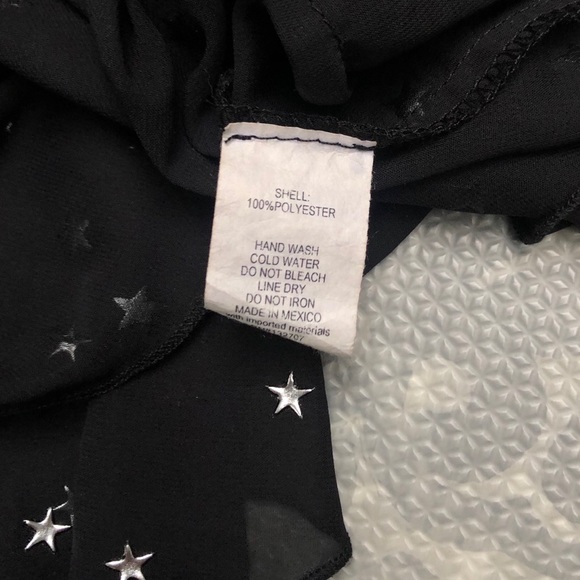 SHELL:
100%POLYESTER
HAND WASH
COLD WATER
DO NOT BLEACH
LINE DRY
DO NOT IRON
MADE IN MEXICO
with imported materials